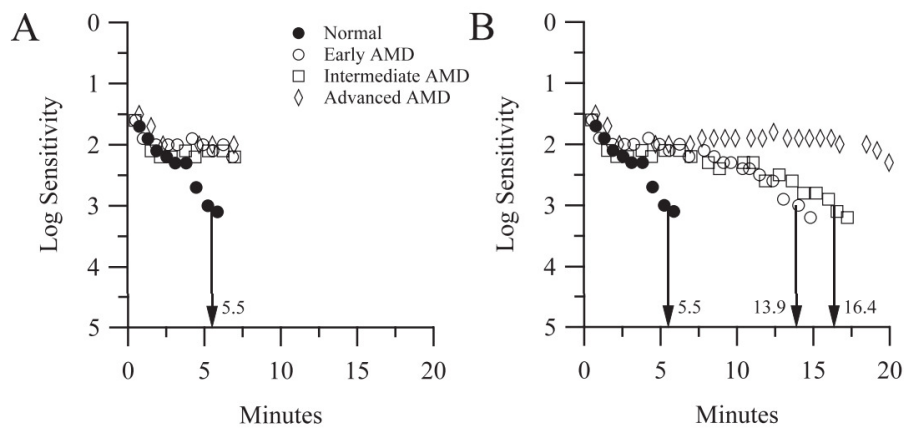 A
B
Normal
Early AMD
Intermediate AMD
Advanced AMD
Log Sensitivity
0
1
2
3
4
5
5.5
0 5 10 15 20
Minutes
Log Sensitivity
0
1
2
3
4
5
5.5 13.9 16.4
0 5 10 15 20
Minutes